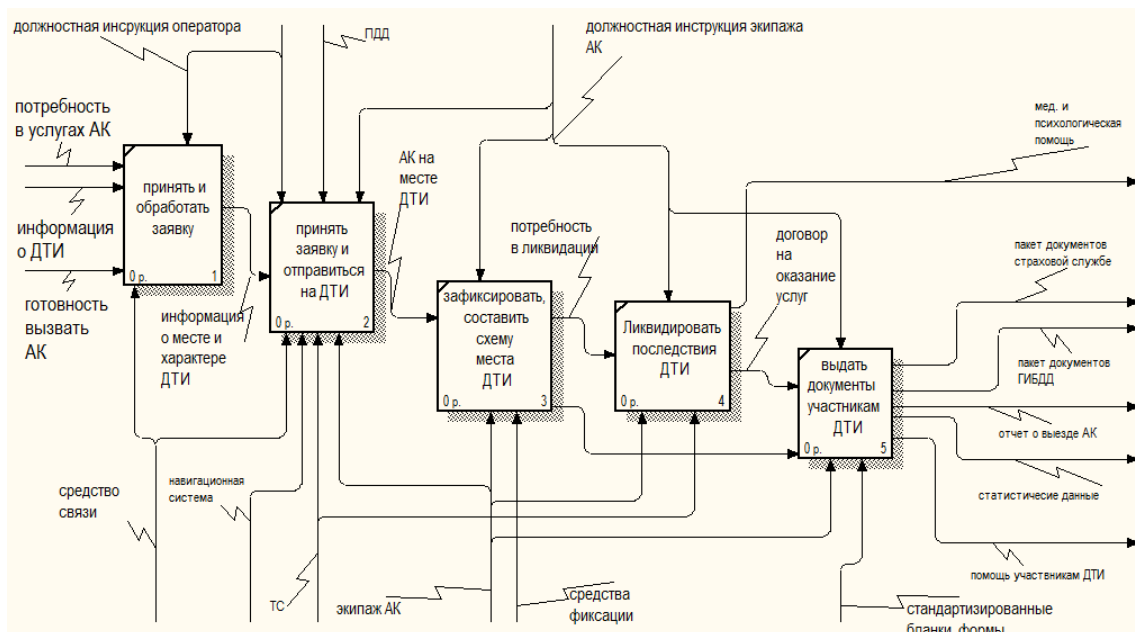 должностная инсрукция оператора
ПДД
должностная инструкция экипажа
АК
потребность
в услугах АК
информация
о ДТИ
готовность
вызвать
АК
принять и
обработать
заявку
0 р.
1
информация
о месте и
характере
ДТИ
принять
заявку и
отправиться
на ДТИ
0 р.
2
АК на
месте
ДТИ
зафиксировать,
составить
схему
места
ДТИ
0 р.
3
потребность
в ликвидации
Ликвидировать
последствия
ДТИ
0 р.
4
договор
на
оказание
услуг
выдать
документы
участникам
ДТИ
0 р.
5
мед. и
психологическая
помощь
пакет документов
страховой службе
пакет документов
ГИБДД
отчет о выезде АК
статистичесие данные
помощь участвникам ДТИ
средство
связи
навигационная
система
ТС
экипаж АК
средства
фиксации
стандартизированные
бланки, формы